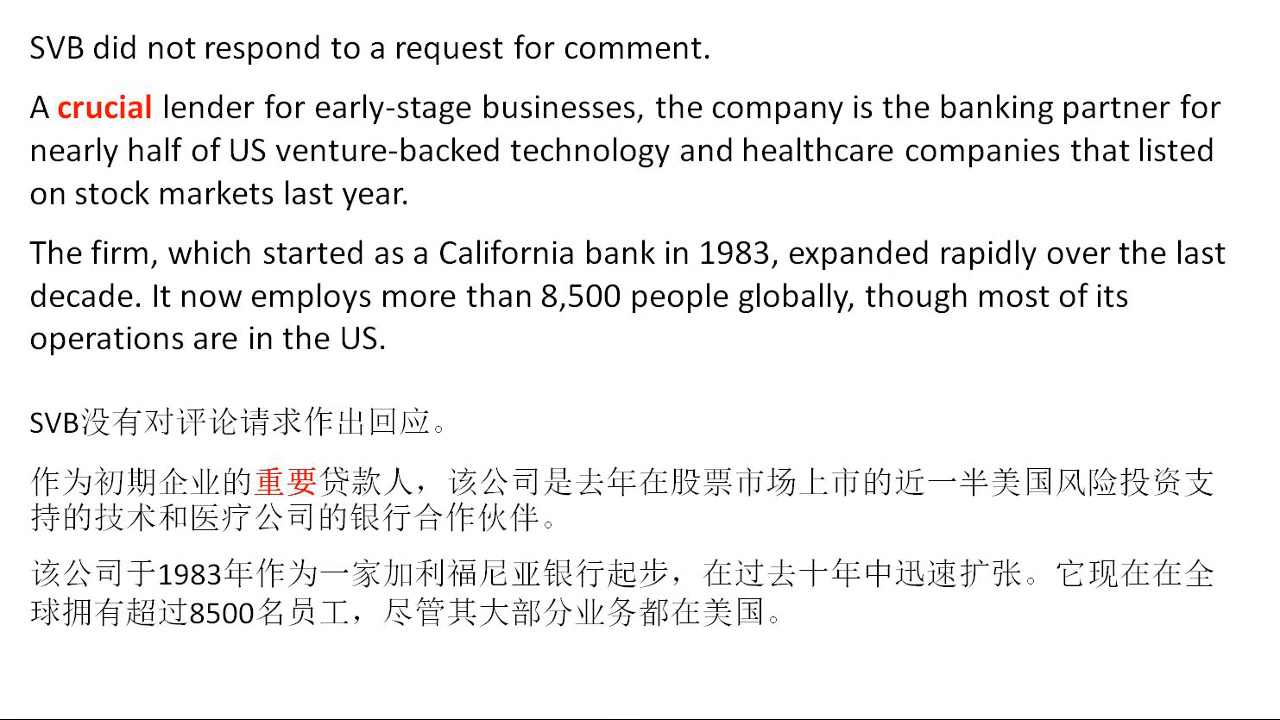 SVB did not respond to a request for comment.
A crucial lender for early-stage businesses, the company is the banking partner for
nearly half of US venture-backed technology and healthcare companies that listed
on stock markets last year.
The firm, which started as a California bank in 1983, expanded rapidly over the last
decade. It now employs more than 8,500 people globally, though most of its
operations are in the US.
SVB没有对评论请求作出回应。
作为初期企业的重要贷款人，该公司是去年在股票市场上市的近一半美国风险投资支
持的技术和医疗公司的银行合作伙伴。
该公司于1983年作为一家加利福尼亚银行起步，在过去十年中迅速扩张。它现在在全
球拥有超过8500名员工，尽管其大部分业务都在美国。